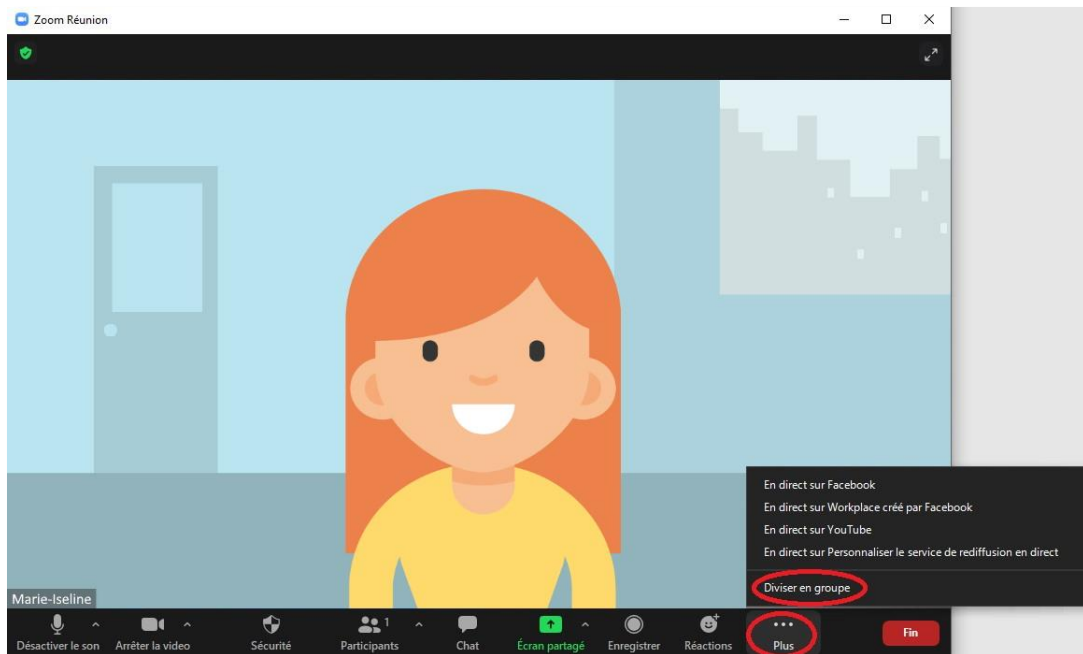 Zoom Réunion
En direct sur Facebook
En direct sur Workplace créé par Facebook
En direct sur YouTube
En direct sur Personnaliser le service de rediffusion en direct
Diviser en groupe
Marie-Iseline
1
Désactiver le son Arrêter la video Sécurité Participants Chat Écran partagé Enregistrer Réactions Plus Fin